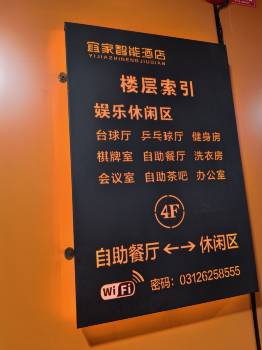 宜家智能酒店
YIJIAZHINENGJIUDIAN
楼层索引
娱乐休闲区
台球厅 乒乓球厅 健身房
棋牌室 自助餐厅 洗衣房
会议室 自助茶吧 办公室
4F
自助餐厅 ←→ 休闲区
WiFi 密码：03126258555